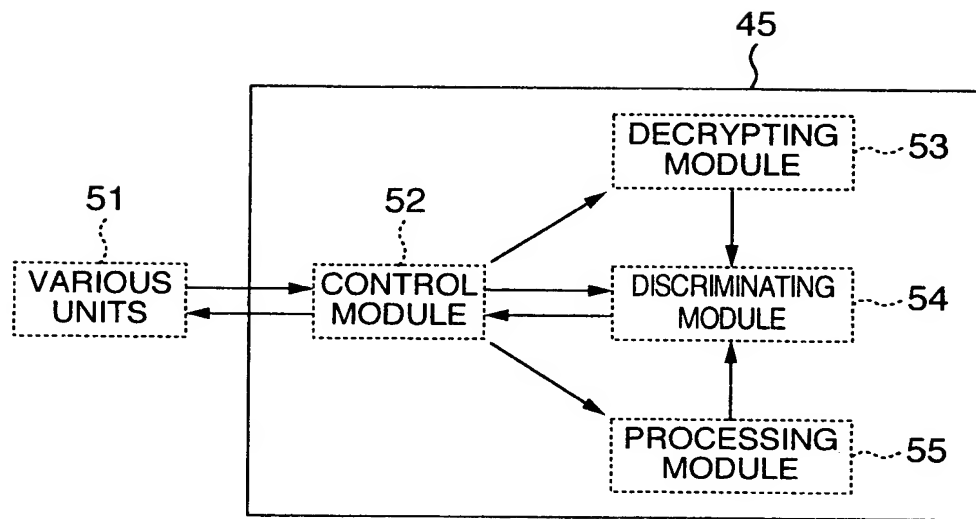 45
DECRYPTING
MODULE
53
51
52
VARIOUS
UNITS
CONTROL
MODULE
DISCRIMINATING
MODULE
54
PROCESSING
MODULE
55